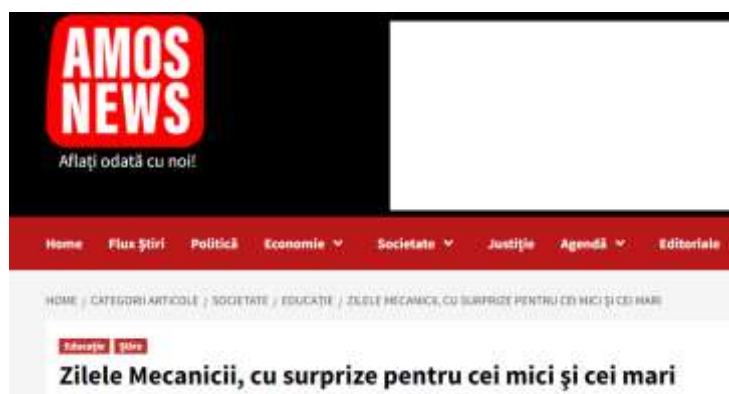 AMOS
NEWS
Aflați odată cu noi!
Home Flux Știri Politică Economie Societate Justiție Agendă Editoriale
HOME / CATEGORII ARTICOLE / SOCIETATE / EDUCAȚIE / ZILELE MECANICII, CU SURPRIZE PENTRU CEI MICI ȘI CEI MARI
Educație Știri
Zilele Mecanicii, cu surprize pentru cei mici şi cei mari